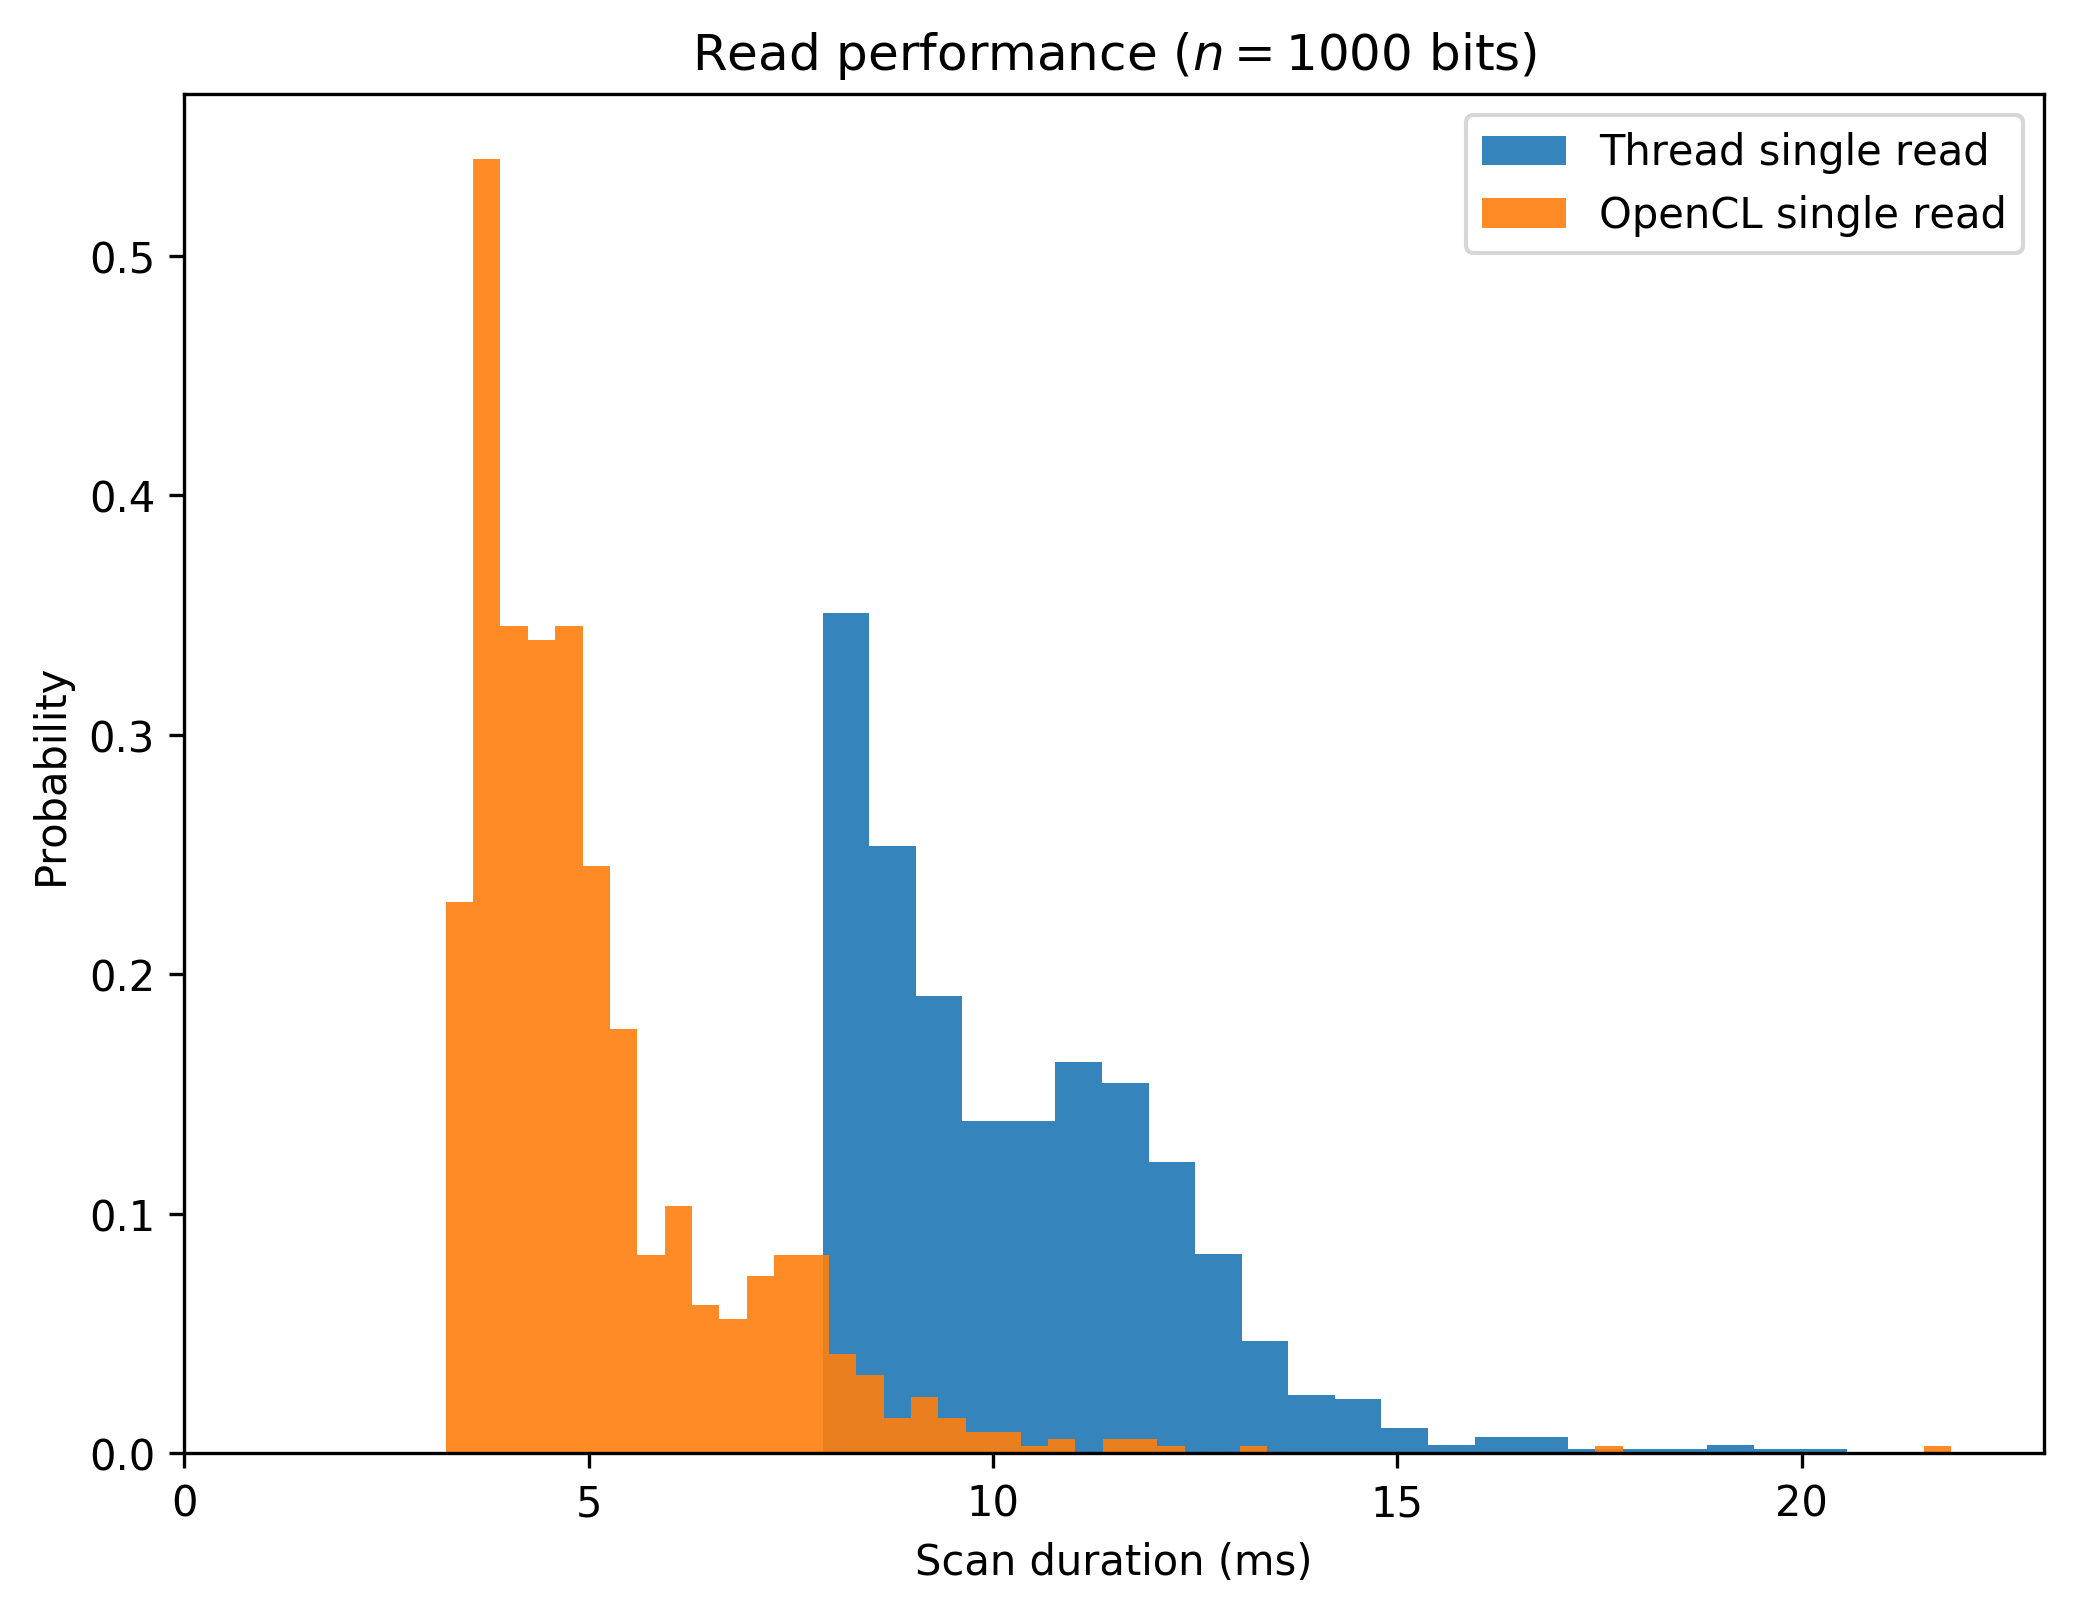 Read performance (n = 1000 bits)
Thread single read
OpenCL single read
0.5
0.4
0.3
0.2
0.1
0.0
Probability
0
5
10
15
20
Scan duration (ms)